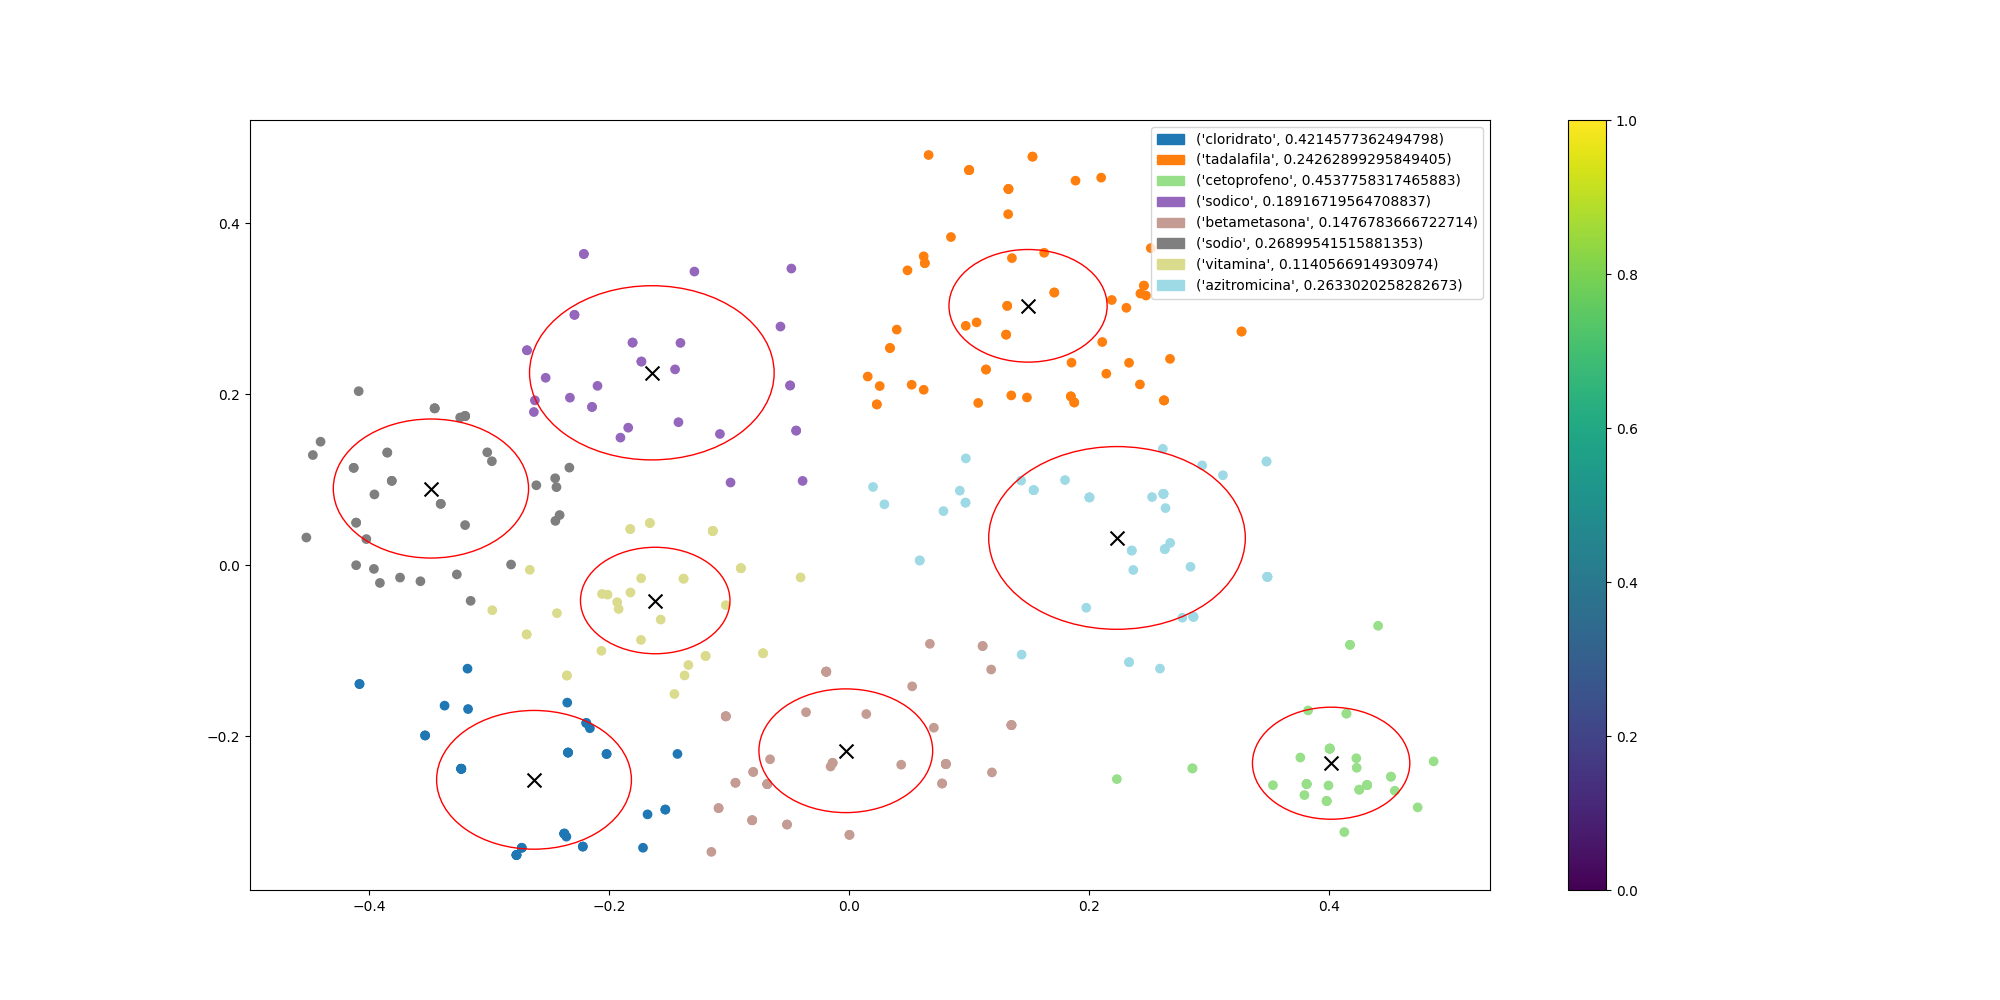 ('cloridrato', 0.4214577362494798)
('tadalafila', 0.24262899295849405)
('cetoprofeno', 0.4537758317465883)
('sodico', 0.18916719564708837)
('betametasona', 0.1476783666722714)
('sodio', 0.26899541515881353)
('vitamina', 0.1140566914930974)
('azitromicina', 0.2633020258282673)
0.4
0.2
0.0
−0.2
−0.4
−0.2
0.0
0.2
0.4
1.0
0.8
0.6
0.4
0.2
0.0